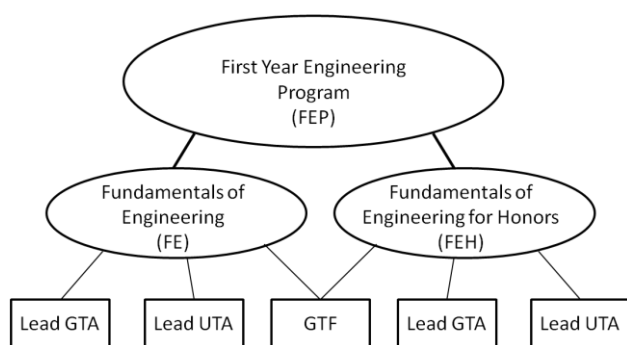 First Year Engineering
Program
(FEP)
Fundamentals of
Engineering
(FE)
Fundamentals of
Engineering for Honors
(FEH)
Lead GTA
Lead UTA
GTF
Lead GTA
Lead UTA